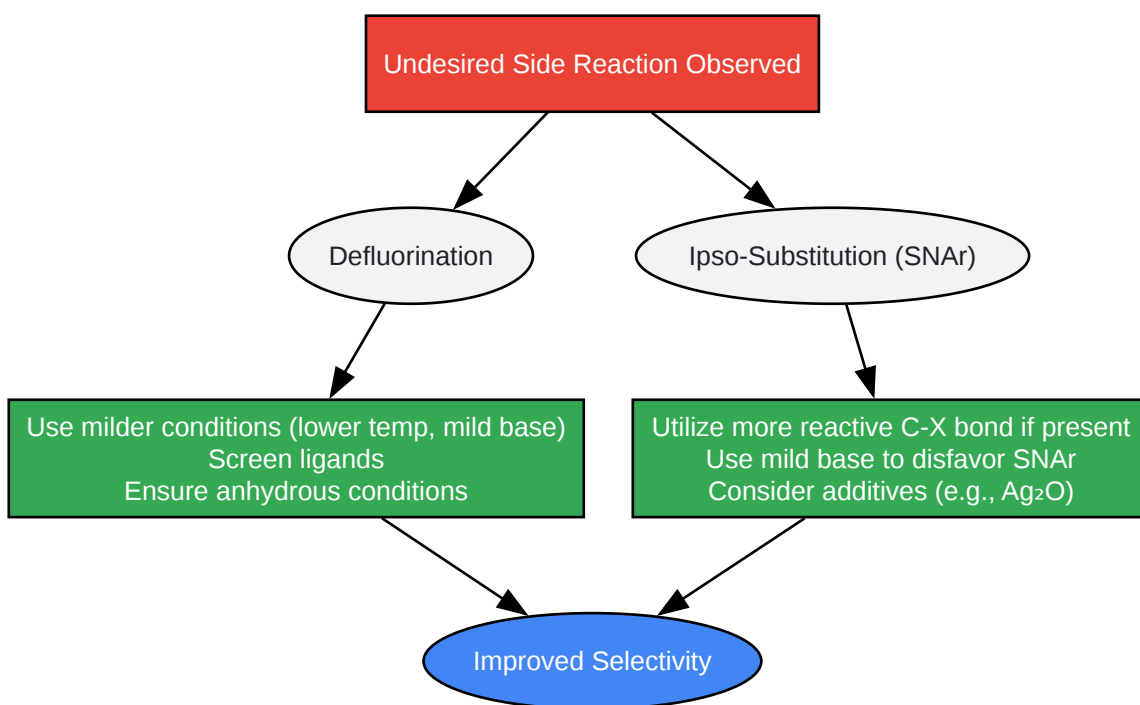 Undesired Side Reaction Observed
Defluorination
Ipso-Substitution (SNAr)
Use milder conditions (lower temp, mild base)
Screen ligands
Ensure anhydrous conditions
Utilize more reactive C-X bond if present
Use mild base to disfavor SNAr
Consider additives (e.g., Ag₂O)
Improved Selectivity